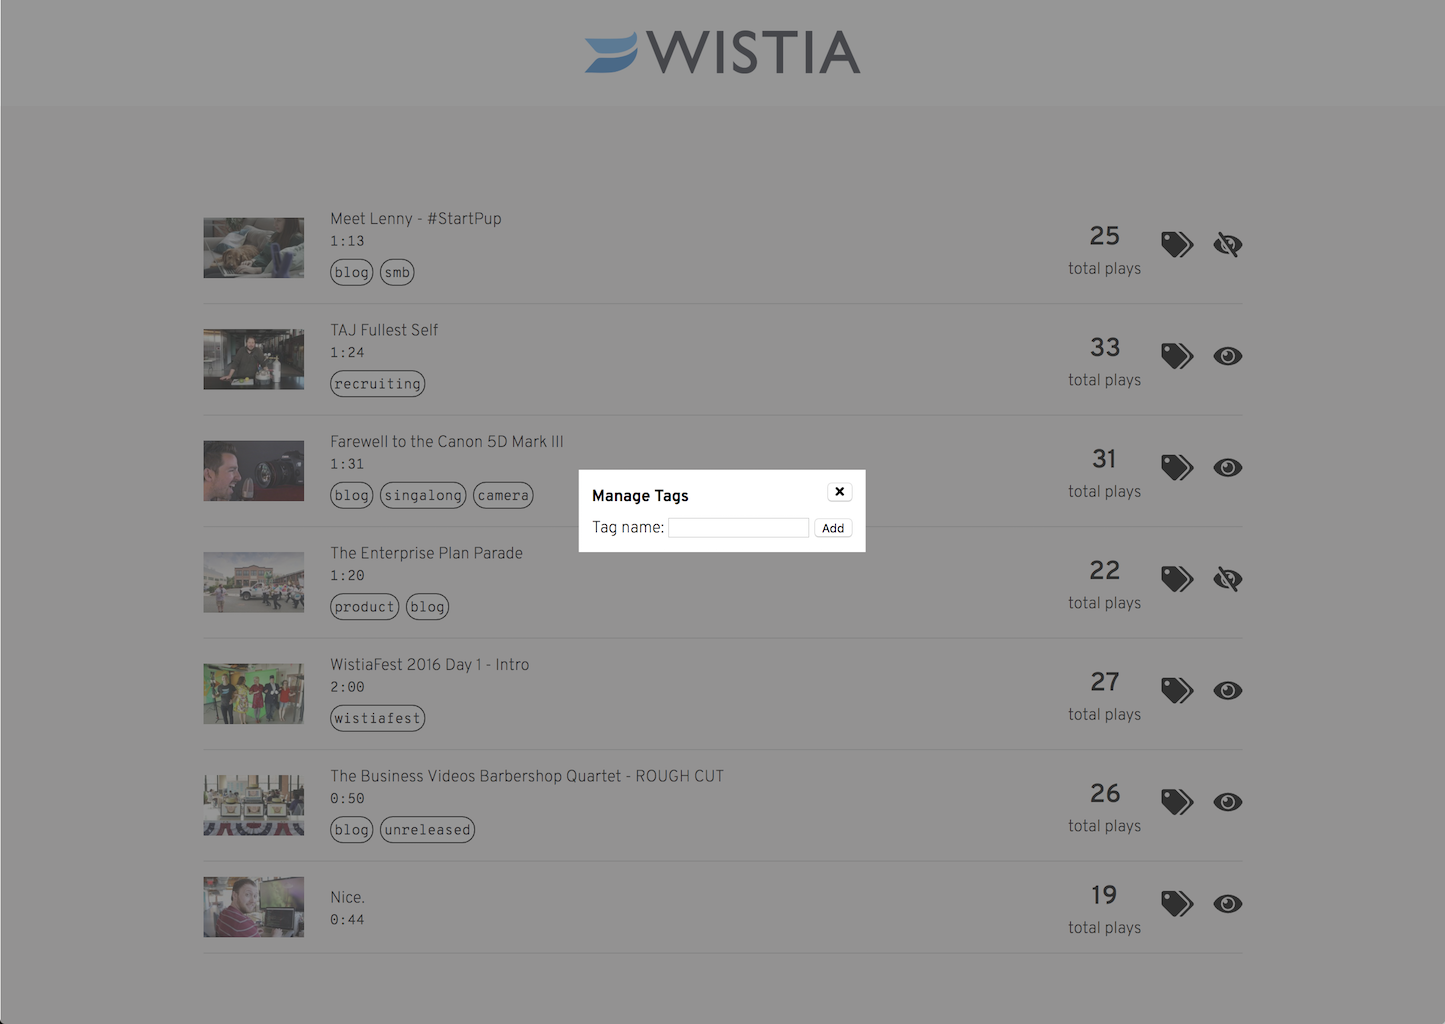 WISTIA
Meet Lenny - #StartPup
1:13
blog smb
25
total plays
TAJ Fullest Self
1:24
recruiting
33
total plays
Farewell to the Canon 5D Mark III
1:31
blog singalong camera
31
total plays
Manage Tags
Tag name: Add
The Enterprise Plan Parade
1:20
product blog
22
total plays
WistiaFest 2016 Day 1 - Intro
2:00
wistiafest
27
total plays
The Business Videos Barbershop Quartet - ROUGH CUT
0:50
blog unreleased
26
total plays
Nice.
0:44
19
total plays